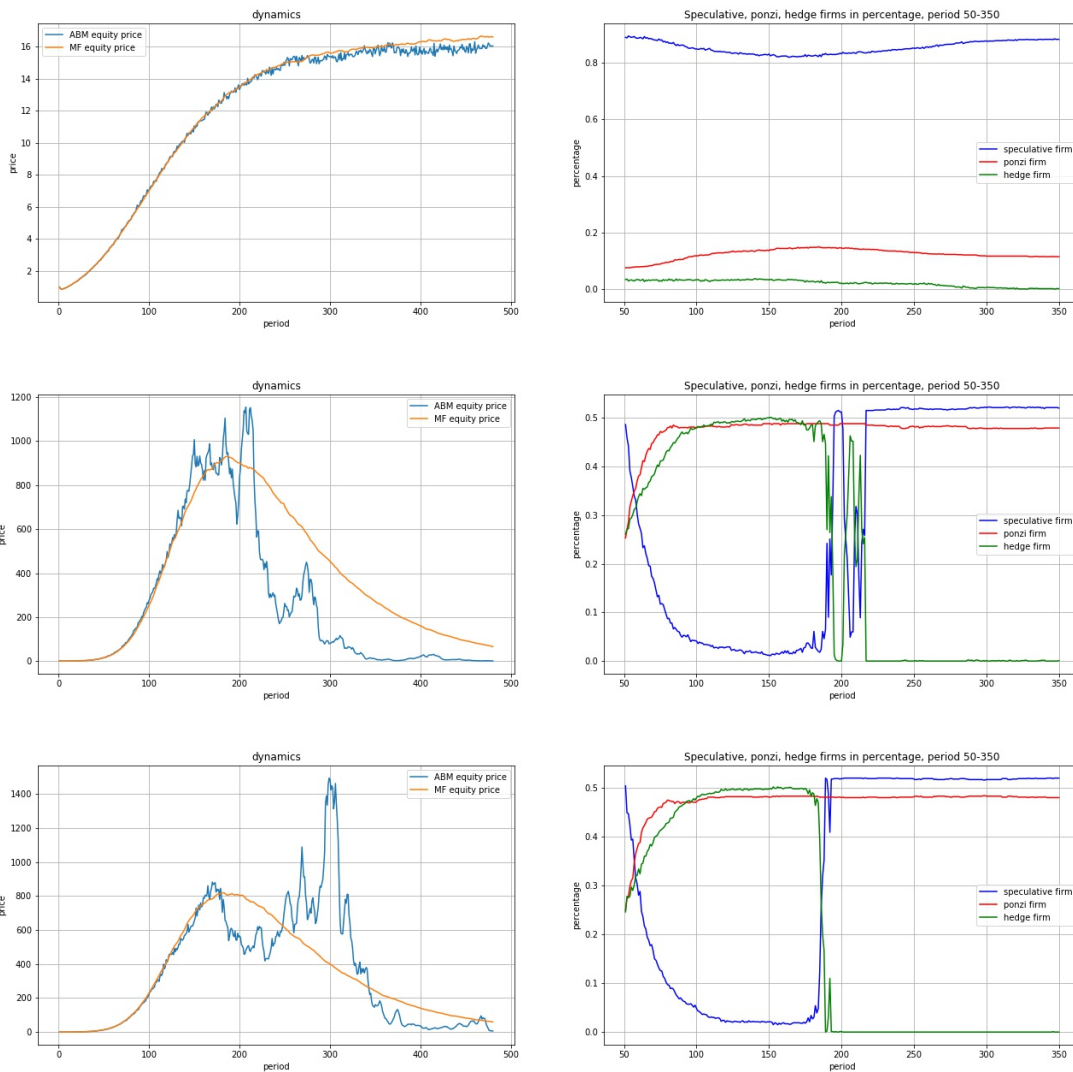 dynamics
ABM equity price
MF equity price
16
14
12
10
8
6
4
2
price
0 100 200 300 400 500
period
Speculative, ponzi, hedge firms in percentage, period 50-350
0.8
0.6
0.4
0.2
0.0
percentage
speculative firm
ponzi firm
hedge firm
50 100 150 200 250 300 350
period
dynamics
ABM equity price
MF equity price
1200
1000
800
600
400
200
0
price
0 100 200 300 400 500
period
Speculative, ponzi, hedge firms in percentage, period 50-350
0.5
0.4
0.3
0.2
0.1
0.0
percentage
speculative firm
ponzi firm
hedge firm
50 100 150 200 250 300 350
period
dynamics
ABM equity price
MF equity price
1400
1200
1000
800
600
400
200
0
price
0 100 200 300 400 500
period
Speculative, ponzi, hedge firms in percentage, period 50-350
0.5
0.4
0.3
0.2
0.1
0.0
percentage
speculative firm
ponzi firm
hedge firm
50 100 150 200 250 300 350
period